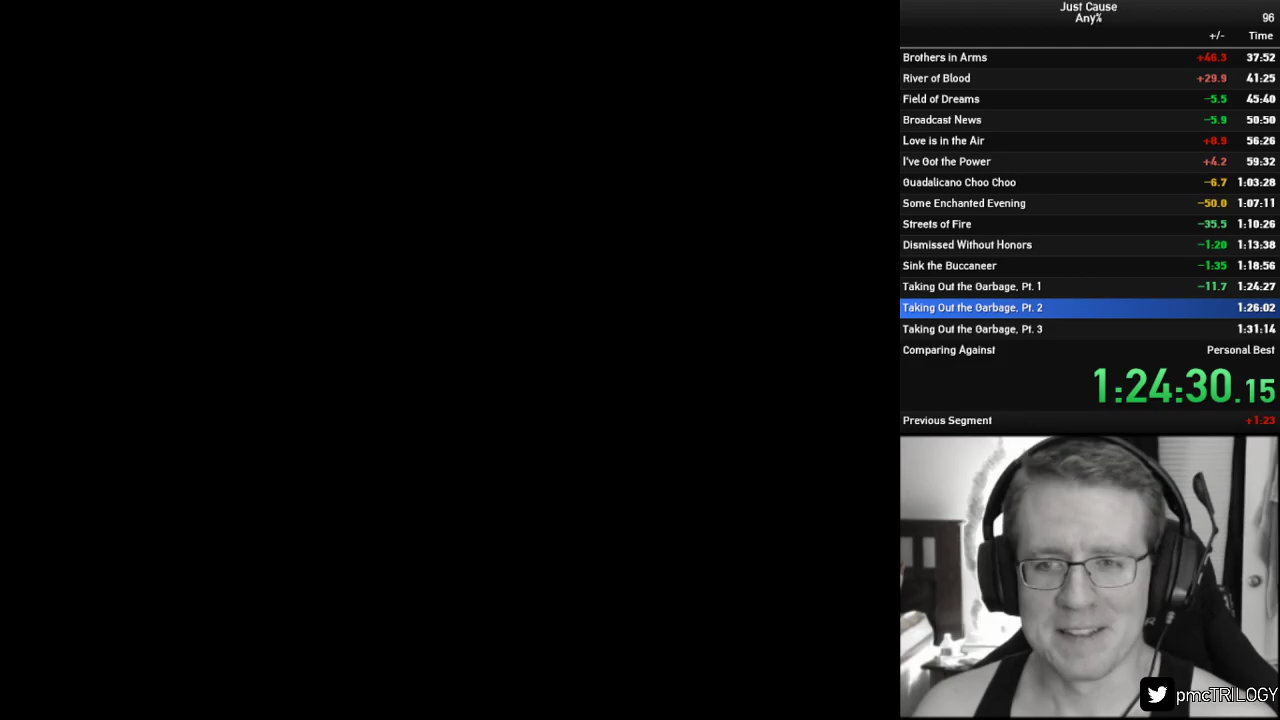 Just Cause
Any%
96
+/- Time
Brothers in Arms +46.3 37:52
River of Blood +29.9 41:25
Field of Dreams −5.5 45:40
Broadcast News −5.9 50:50
Love is in the Air +8.9 56:26
I've Got the Power +4.2 59:32
Guadalicano Choo Choo −6.7 1:03:28
Some Enchanted Evening −50.0 1:07:11
Streets of Fire −35.5 1:10:26
Dismissed Without Honors −1:20 1:13:38
Sink the Buccaneer −1:35 1:18:56
Taking Out the Garbage, Pt. 1 −11.7 1:24:27
Taking Out the Garbage, Pt. 2 1:26:02
Taking Out the Garbage, Pt. 3 1:31:14
Comparing Against Personal Best
1:24:30.15
Previous Segment +1:23
pmcTRILOGY